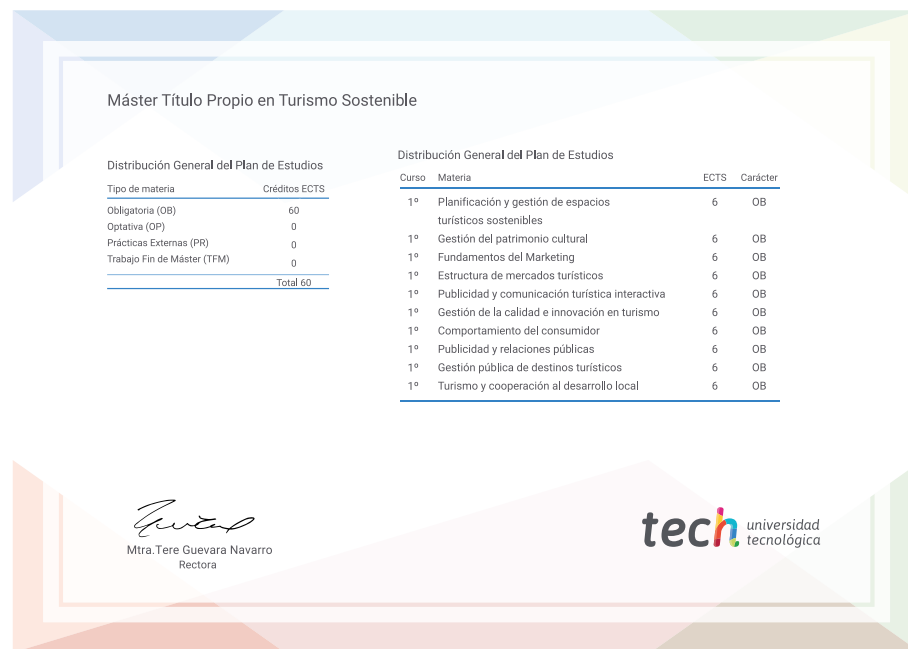 Máster Título Propio en Turismo Sostenible
Distribución General del Plan de Estudios
Tipo de materia Créditos ECTS
Obligatoria (OB) 60
Optativa (OP) 0
Prácticas Externas (PR) 0
Trabajo Fin de Máster (TFM) 0
Total 60
Distribución General del Plan de Estudios
Curso Materia ECTS Carácter
1º Planificación y gestión de espacios 6 OB
turísticos sostenibles
1º Gestión del patrimonio cultural 6 OB
1º Fundamentos del Marketing 6 OB
1º Estructura de mercados turísticos 6 OB
1º Publicidad y comunicación turística interactiva 6 OB
1º Gestión de la calidad e innovación en turismo 6 OB
1º Comportamiento del consumidor 6 OB
1º Publicidad y relaciones públicas 6 OB
1º Gestión pública de destinos turísticos 6 OB
1º Turismo y cooperación al desarrollo local 6 OB
Mtra.Tere Guevara Navarro
Rectora
tech universidad
tecnológica